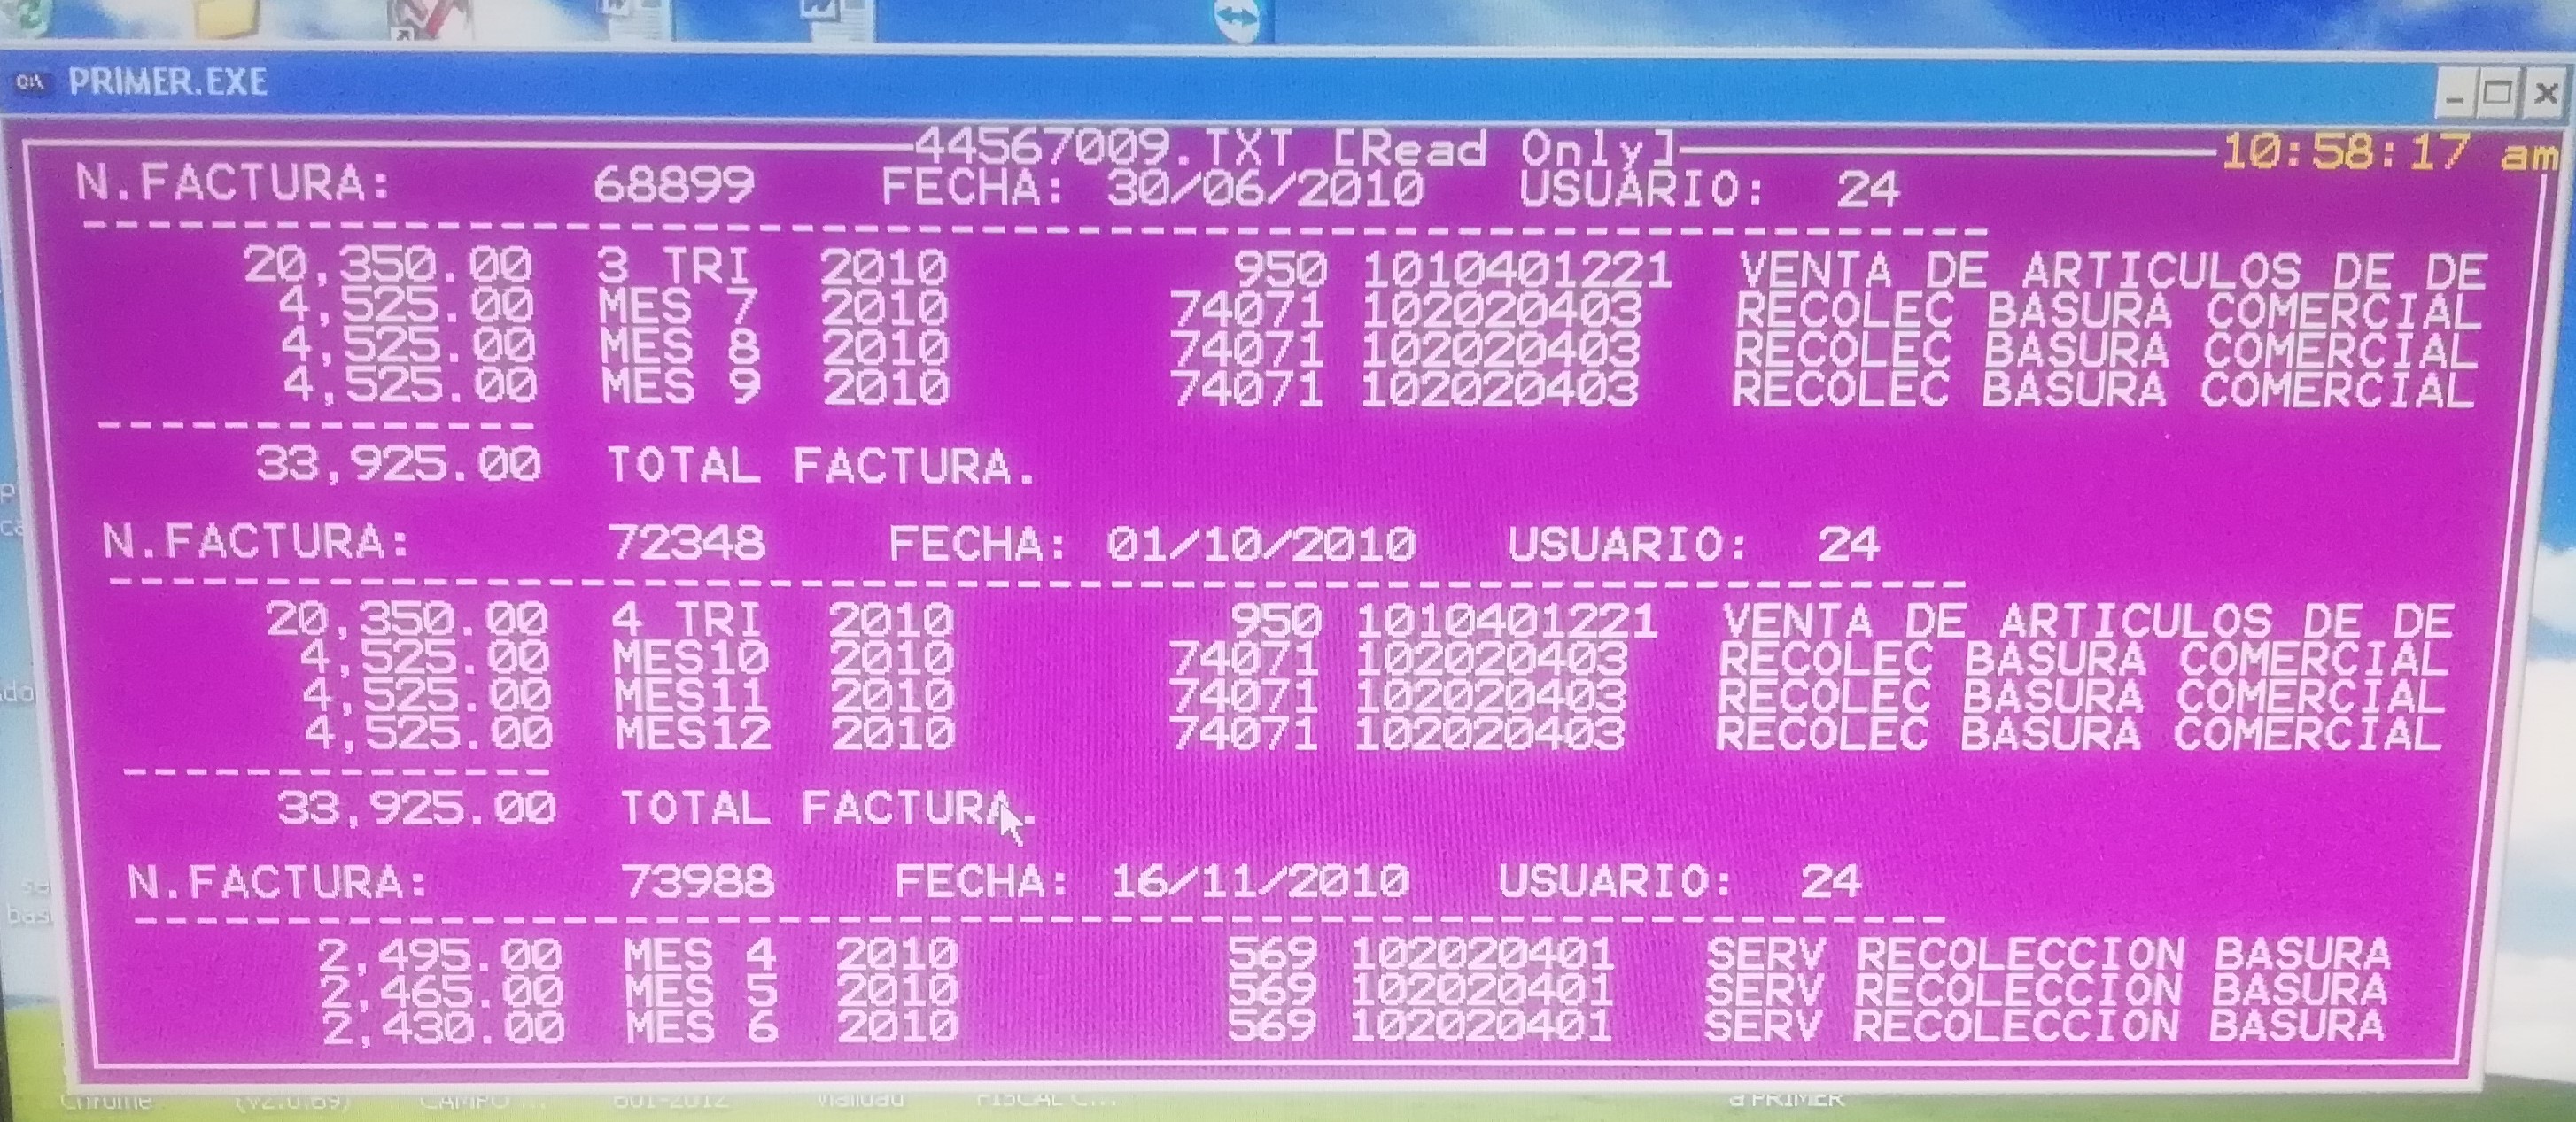 PRIMER.EXE
44567009.TXT [Read Only] 10:58:17 am
N.FACTURA: 68899 FECHA: 30/06/2010 USUARIO: 24
--------------------------------------------------------------
20,350.00 3 TRI 2010 950 1010401221 VENTA DE ARTICULOS DE DE
4,525.00 MES 7 2010 74071 102020403 RECOLEC BASURA COMERCIAL
4,525.00 MES 8 2010 74071 102020403 RECOLEC BASURA COMERCIAL
4,525.00 MES 9 2010 74071 102020403 RECOLEC BASURA COMERCIAL
--------------
33,925.00 TOTAL FACTURA.
N.FACTURA: 72348 FECHA: 01/10/2010 USUARIO: 24
--------------------------------------------------------------
20,350.00 4 TRI 2010 950 1010401221 VENTA DE ARTICULOS DE DE
4,525.00 MES10 2010 74071 102020403 RECOLEC BASURA COMERCIAL
4,525.00 MES11 2010 74071 102020403 RECOLEC BASURA COMERCIAL
4,525.00 MES12 2010 74071 102020403 RECOLEC BASURA COMERCIAL
--------------
33,925.00 TOTAL FACTURA.
N.FACTURA: 73988 FECHA: 16/11/2010 USUARIO: 24
--------------------------------------------------------------
2,495.00 MES 4 2010 569 102020401 SERV RECOLECCION BASURA
2,465.00 MES 5 2010 569 102020401 SERV RECOLECCION BASURA
2,430.00 MES 6 2010 569 102020401 SERV RECOLECCION BASURA
Chrome (v2.0.69) CAMPO ... 601-2012 Vialidad FISCAL C... a PRIMER